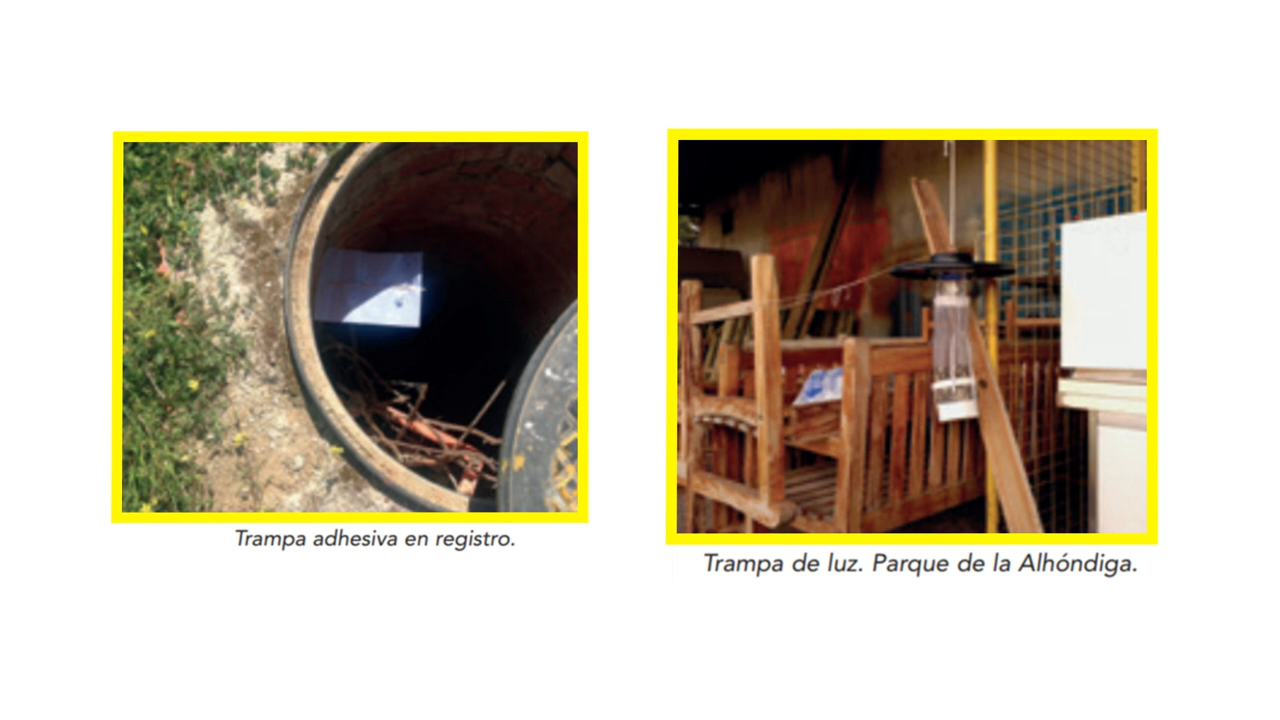 Trampa adhesiva en registro.
Trampa de luz. Parque de la Alhóndiga.